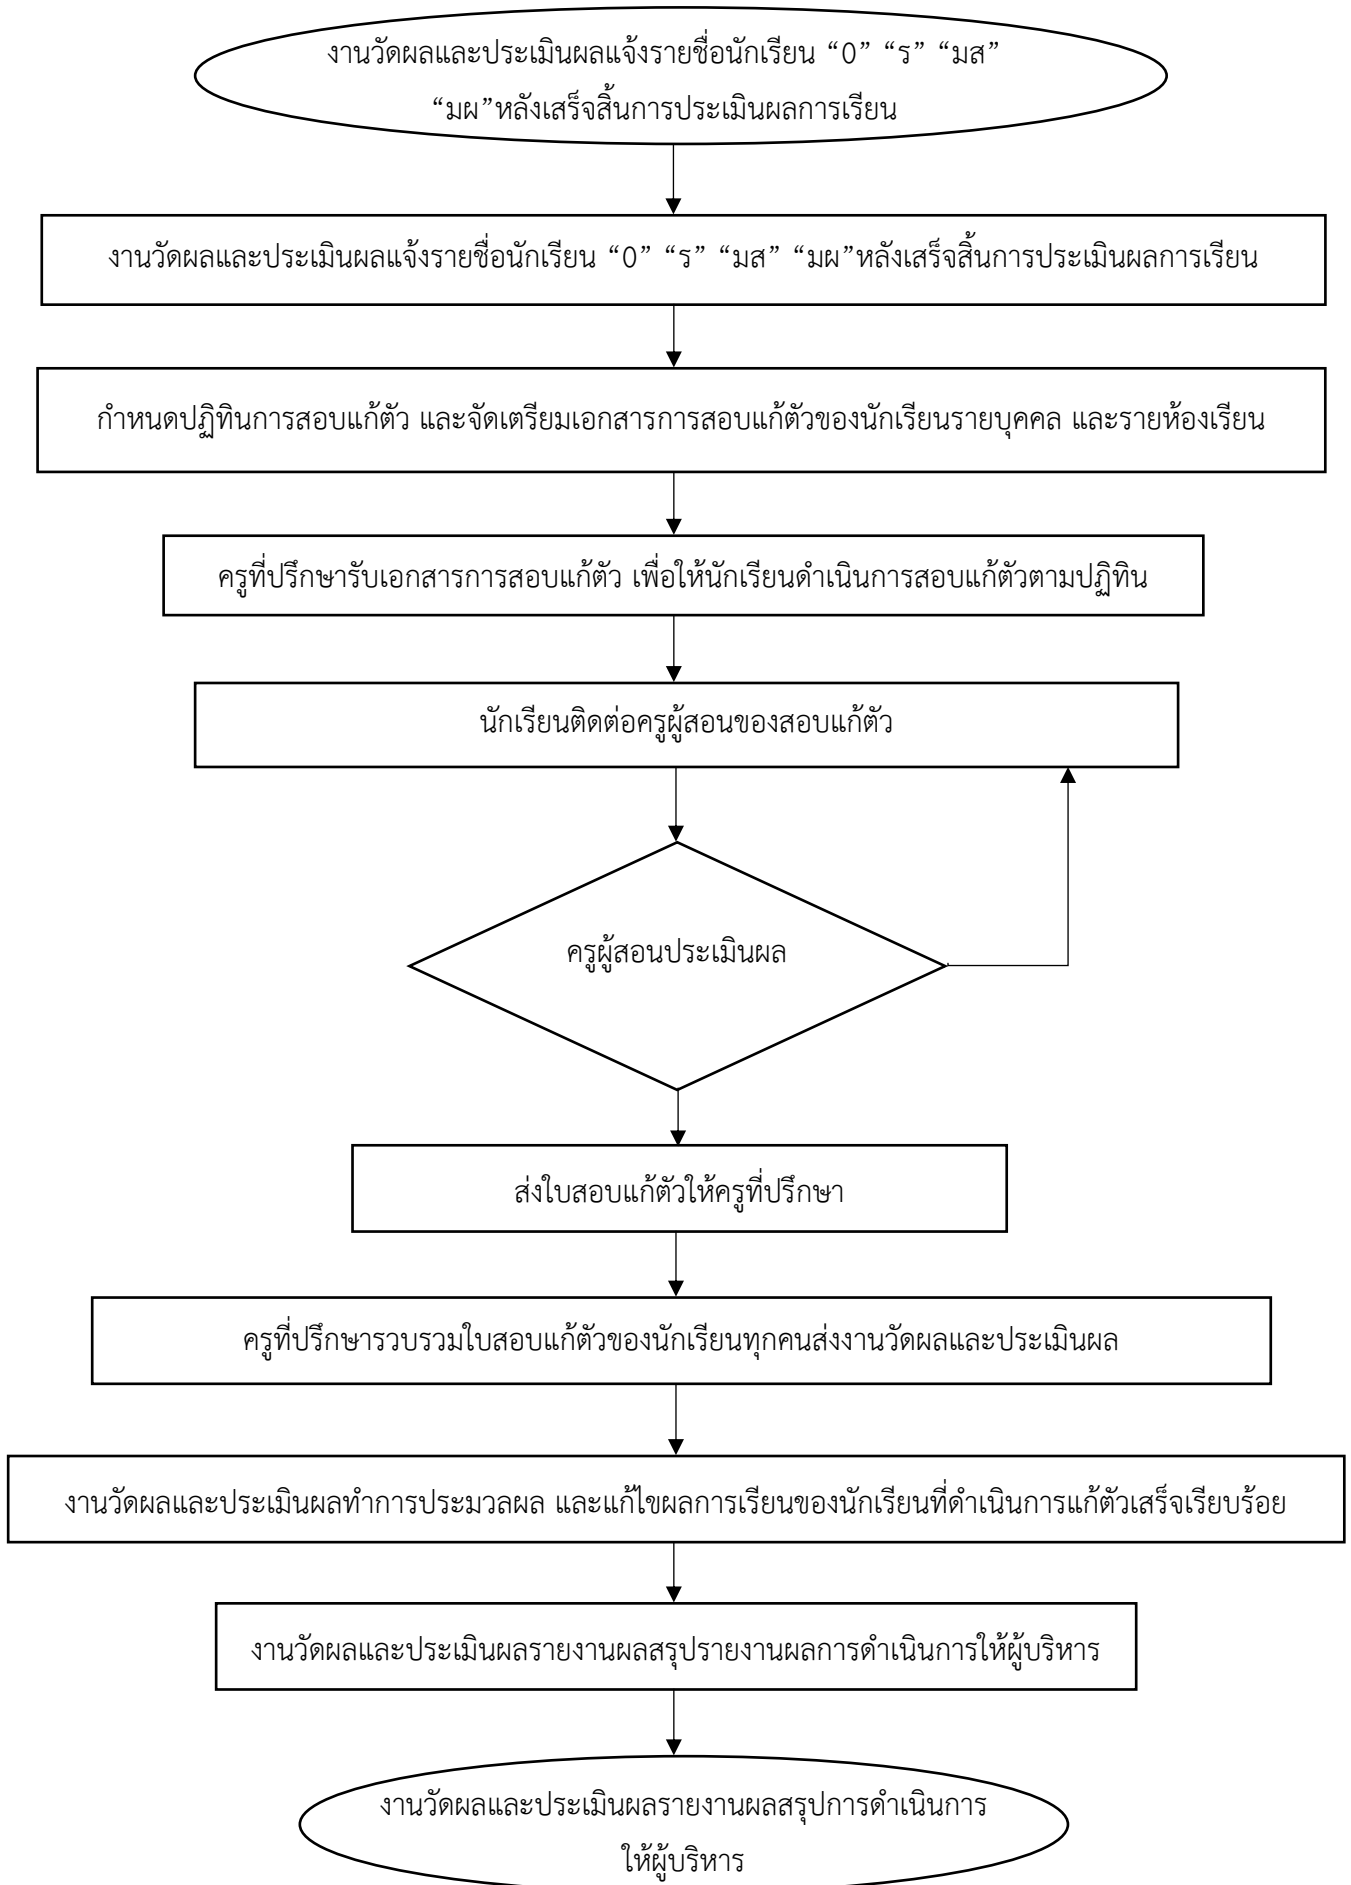 งานวัดผลและประเมินผลแจ้งรายชื่อนักเรียน “0” “ร” “มส”
“มผ”หลังเสร็จสิ้นการประเมินผลการเรียน
งานวัดผลและประเมินผลแจ้งรายชื่อนักเรียน “0” “ร” “มส” “มผ”หลังเสร็จสิ้นการประเมินผลการเรียน
กำหนดปฏิทินการสอบแก้ตัว และจัดเตรียมเอกสารการสอบแก้ตัวของนักเรียนรายบุคคล และรายห้องเรียน
ครูที่ปรึกษารับเอกสารการสอบแก้ตัว เพื่อให้นักเรียนดำเนินการสอบแก้ตัวตามปฏิทิน
นักเรียนติดต่อครูผู้สอนของสอบแก้ตัว
ครูผู้สอนประเมินผล
ส่งใบสอบแก้ตัวให้ครูที่ปรึกษา
ครูที่ปรึกษารวบรวมใบสอบแก้ตัวของนักเรียนทุกคนส่งงานวัดผลและประเมินผล
งานวัดผลและประเมินผลทำการประมวลผล และแก้ไขผลการเรียนของนักเรียนที่ดำเนินการแก้ตัวเสร็จเรียบร้อย
งานวัดผลและประเมินผลรายงานผลสรุปรายงานผลการดำเนินการให้ผู้บริหาร
งานวัดผลและประเมินผลรายงานผลสรุปการดำเนินการ
ให้ผู้บริหาร